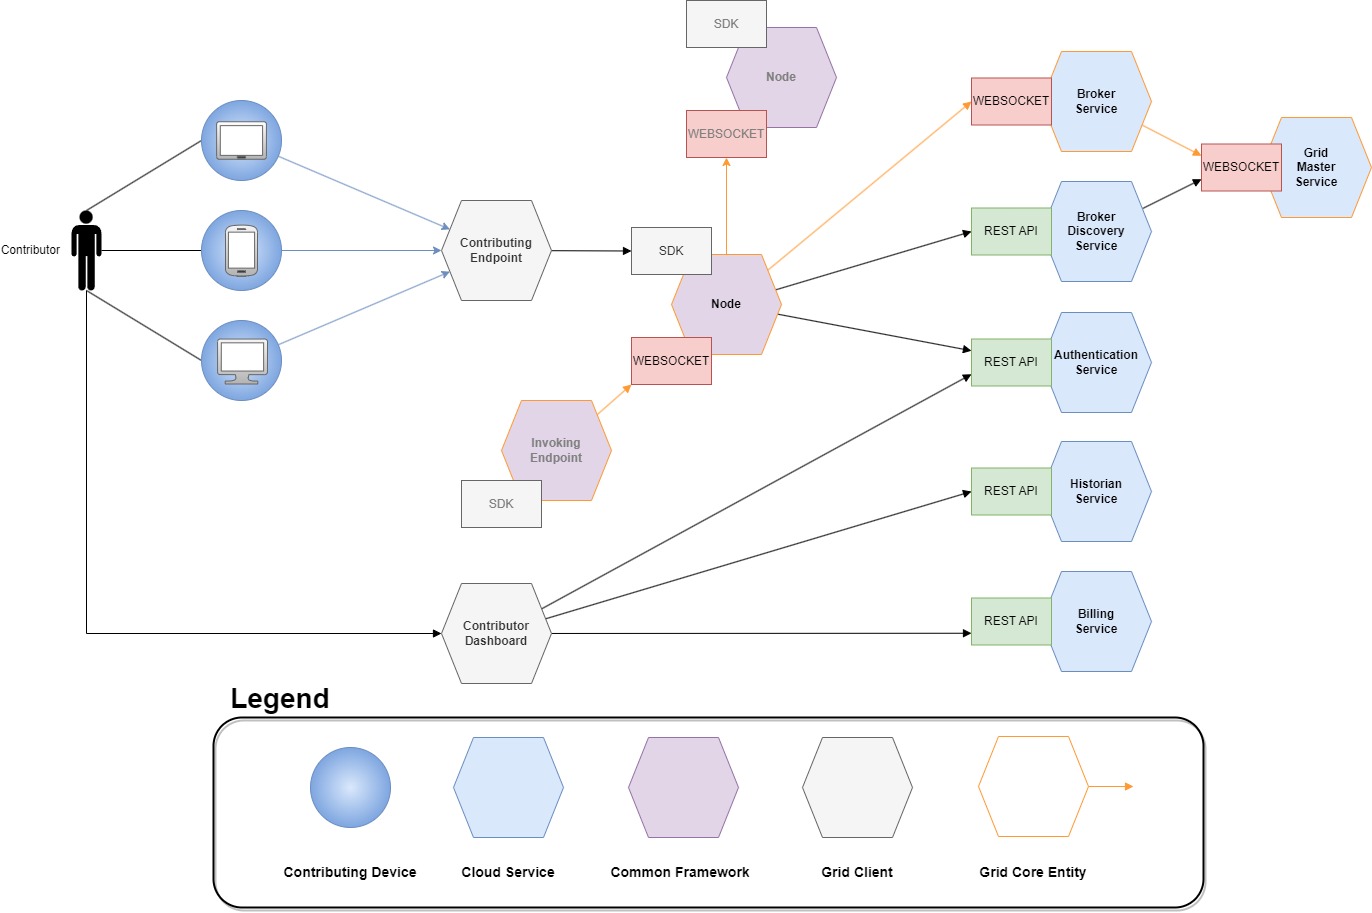 SDK
Node
WEBSOCKET
WEBSOCKET
Broker
Service
WEBSOCKET
Grid
Master
Service
Contributor
Contributing
Endpoint
SDK
Node
WEBSOCKET
REST API
Broker
Discovery
Service
REST API
Authentication
Service
Invoking
Endpoint
SDK
REST API
Historian
Service
Contributor
Dashboard
REST API
Billing
Service
Legend
Contributing Device
Cloud Service
Common Framework
Grid Client
Grid Core Entity